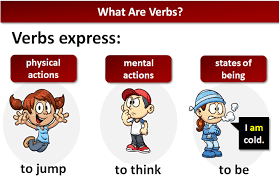 What Are Verbs?
Verbs express:
physical
actions
mental
actions
states of
being
I am
cold.
to jump
to think
to be